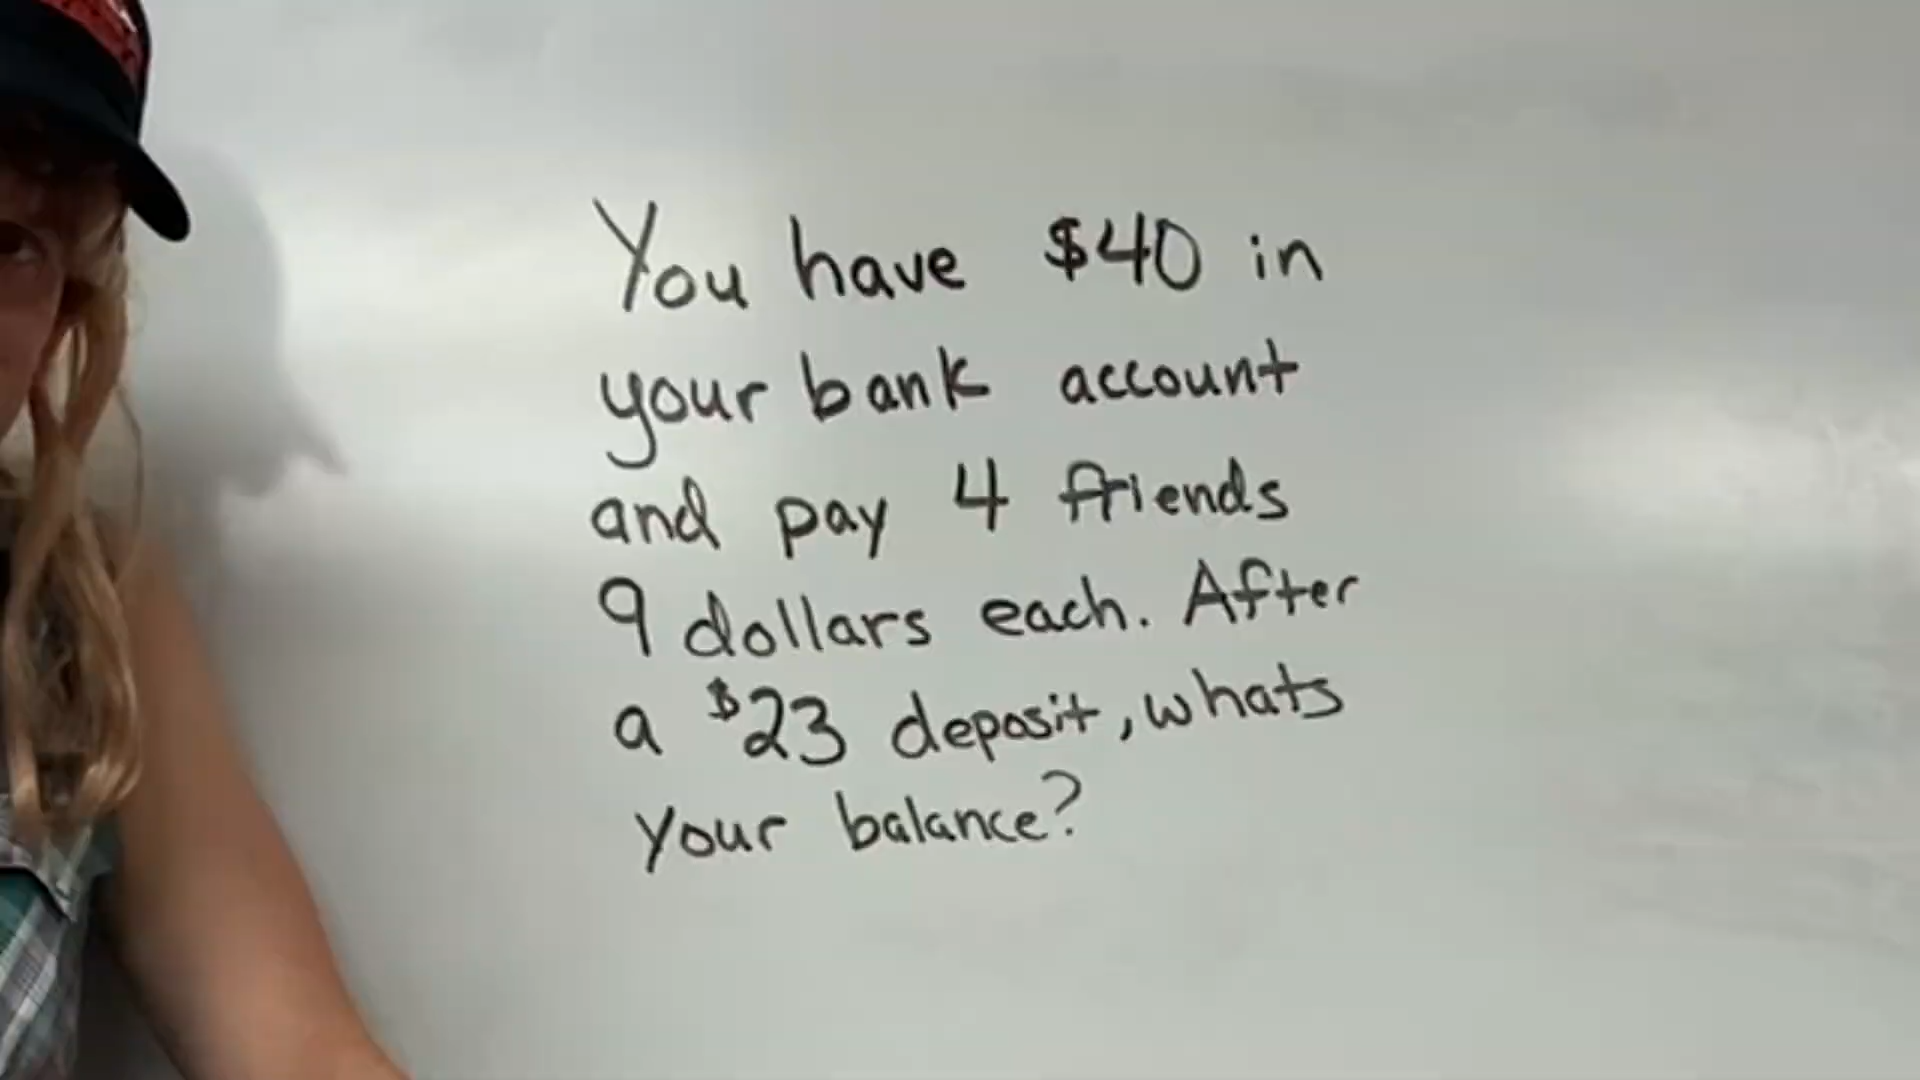 You have $40 in
your bank account
and pay 4 friends
9 dollars each. After
a $23 deposit, whats
your balance?